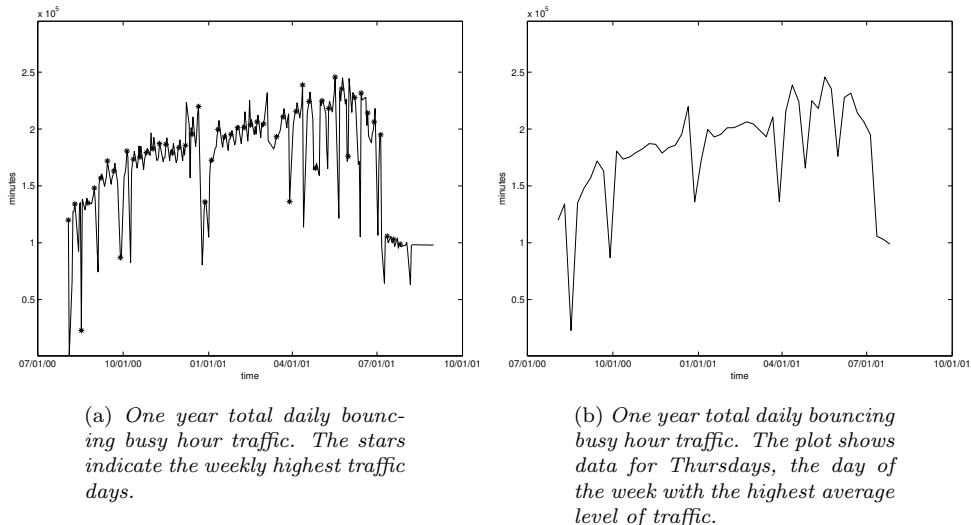 x 10⁵
2.5
2
1.5
1
0.5
minutes
07/01/00
10/01/00
01/01/01
04/01/01
07/01/01
10/01/01
time
(a) One year total daily bounc-
ing busy hour traffic. The stars
indicate the weekly highest traffic
days.
x 10⁵
2.5
2
1.5
1
0.5
minutes
07/01/00
10/01/00
01/01/01
04/01/01
07/01/01
10/01/01
time
(b) One year total daily bouncing
busy hour traffic. The plot shows
data for Thursdays, the day of
the week with the highest average
level of traffic.